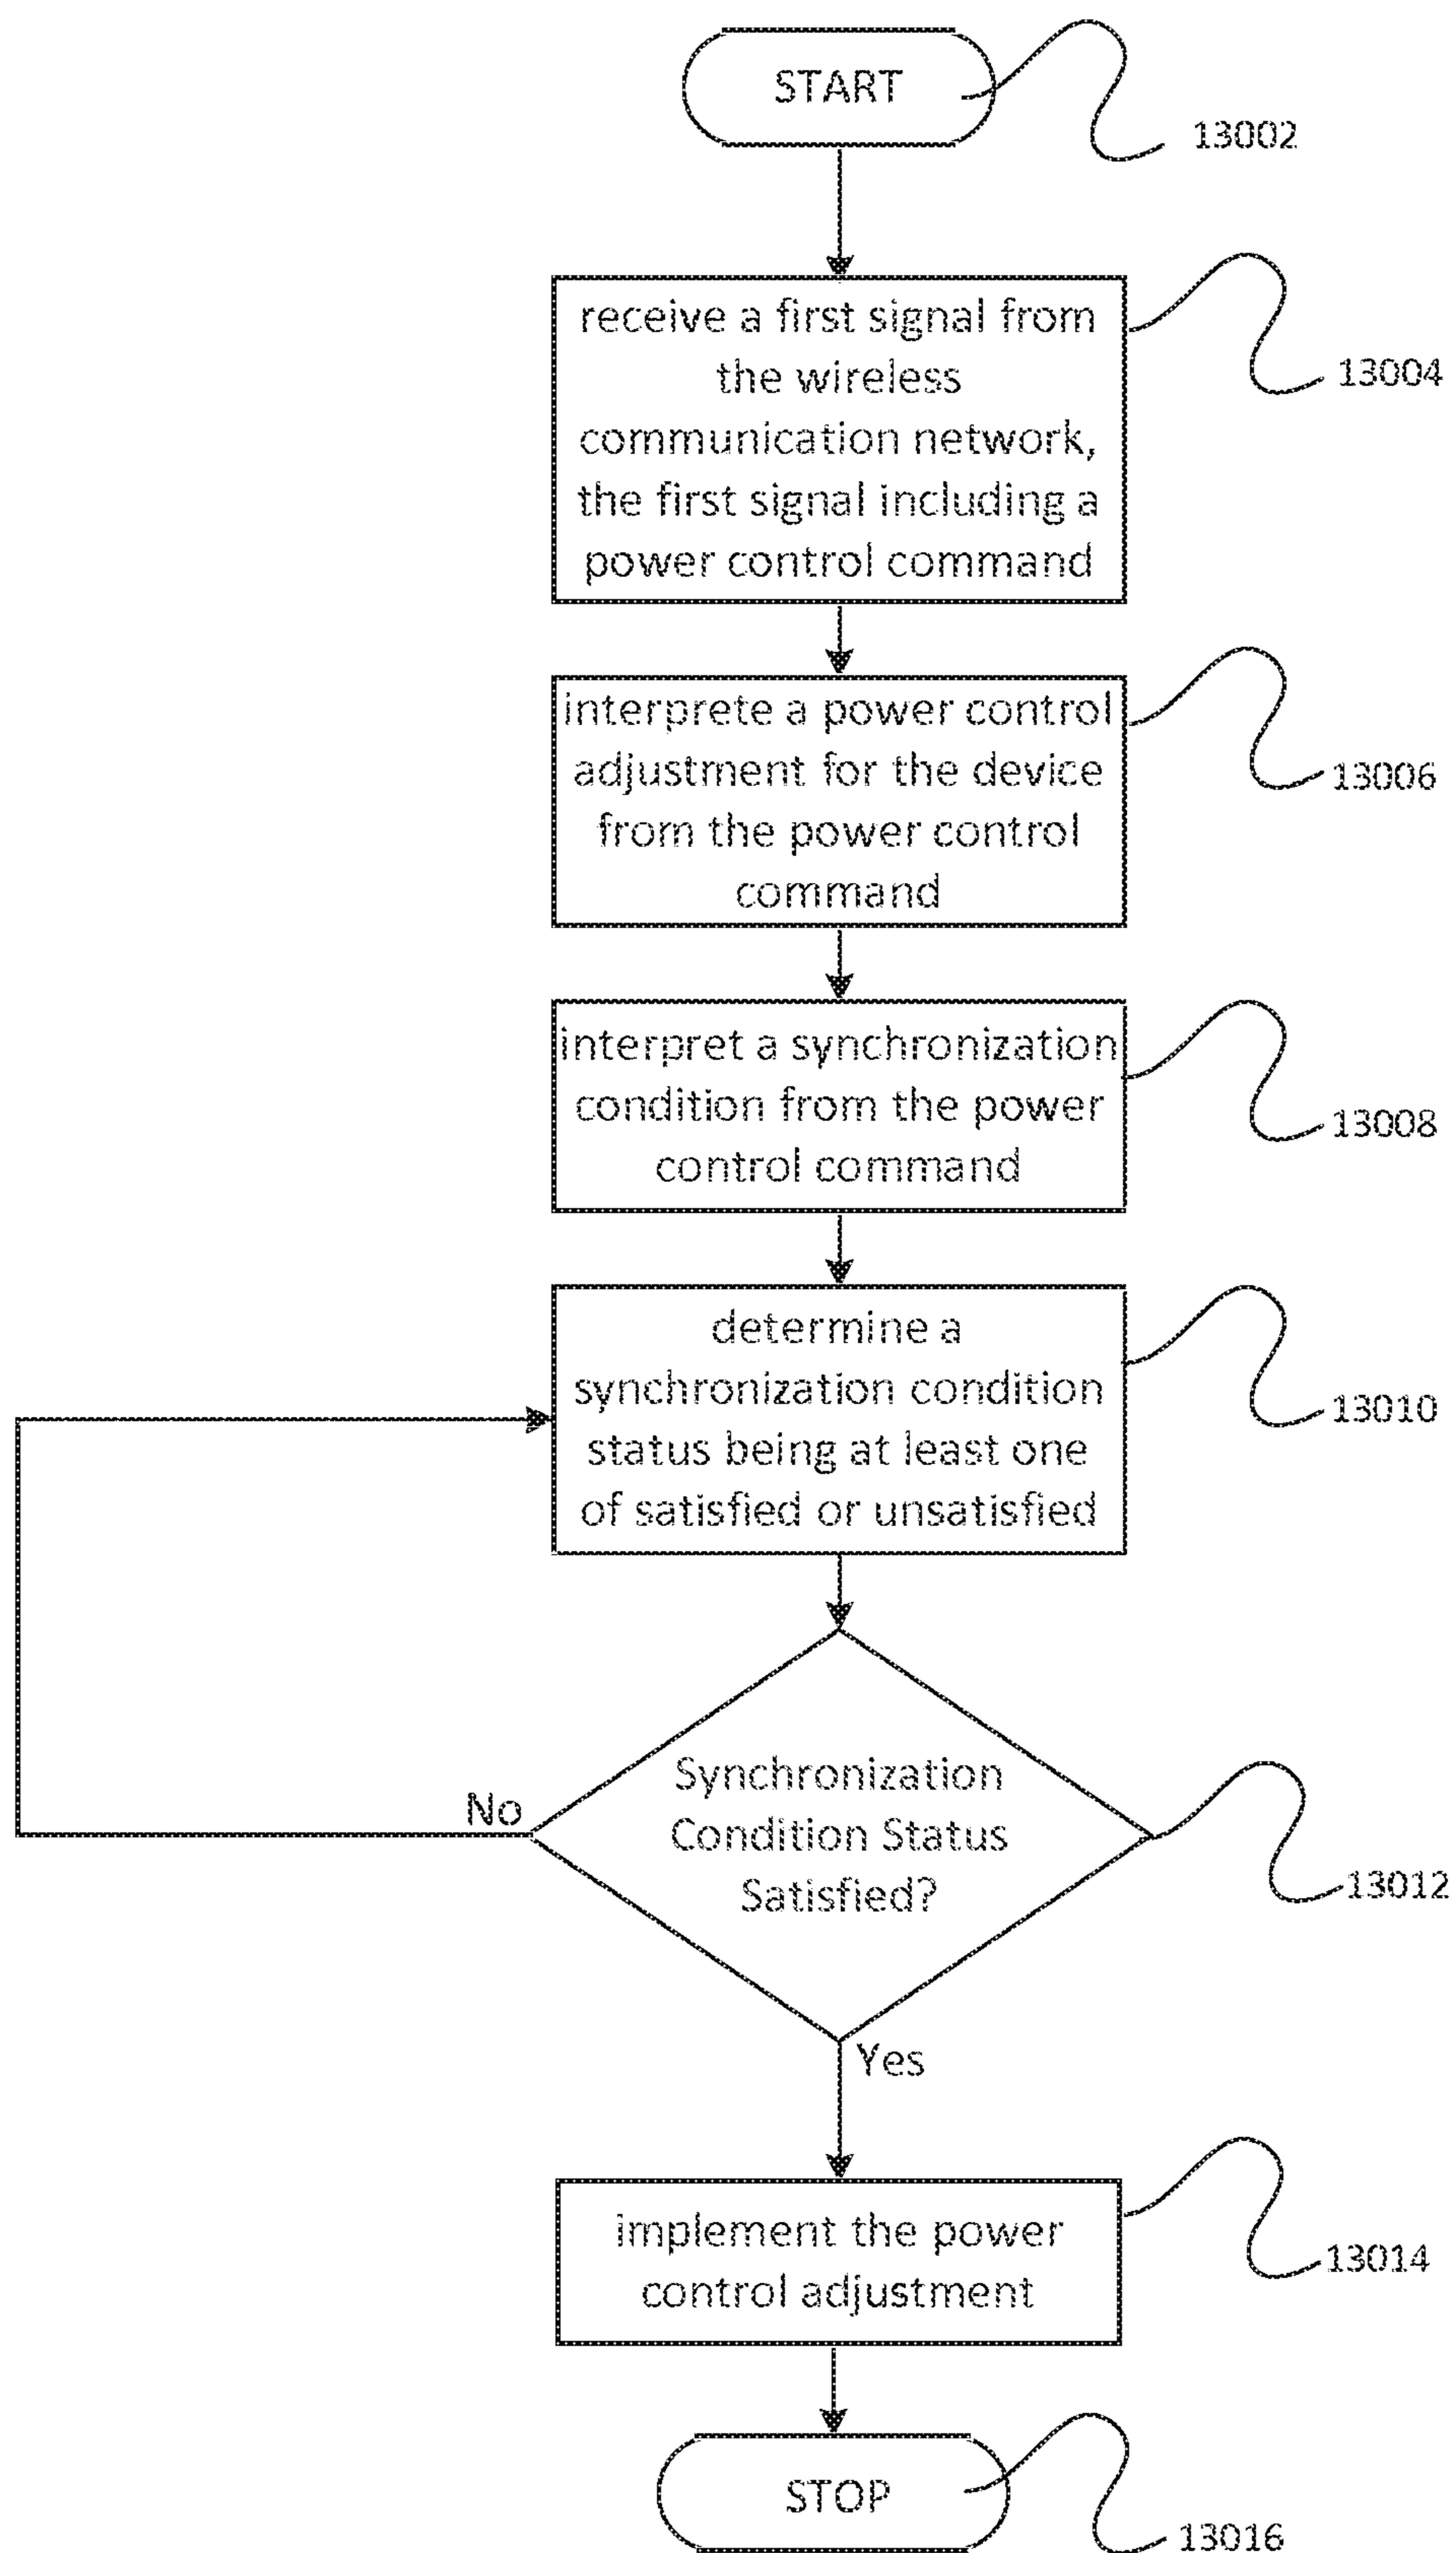 START
13002
receive a first signal from
the wireless
communication network,
the first signal including a
power control command
13004
interprete a power control
adjustment for the device
from the power control
command
13006
interpret a synchronization
condition from the power
control command
13008
determine a
synchronization condition
status being at least one
of satisfied or unsatisfied
13010
Synchronization
Condition Status
Satisfied?
No
13012
Yes
implement the power
control adjustment
13014
STOP
13016